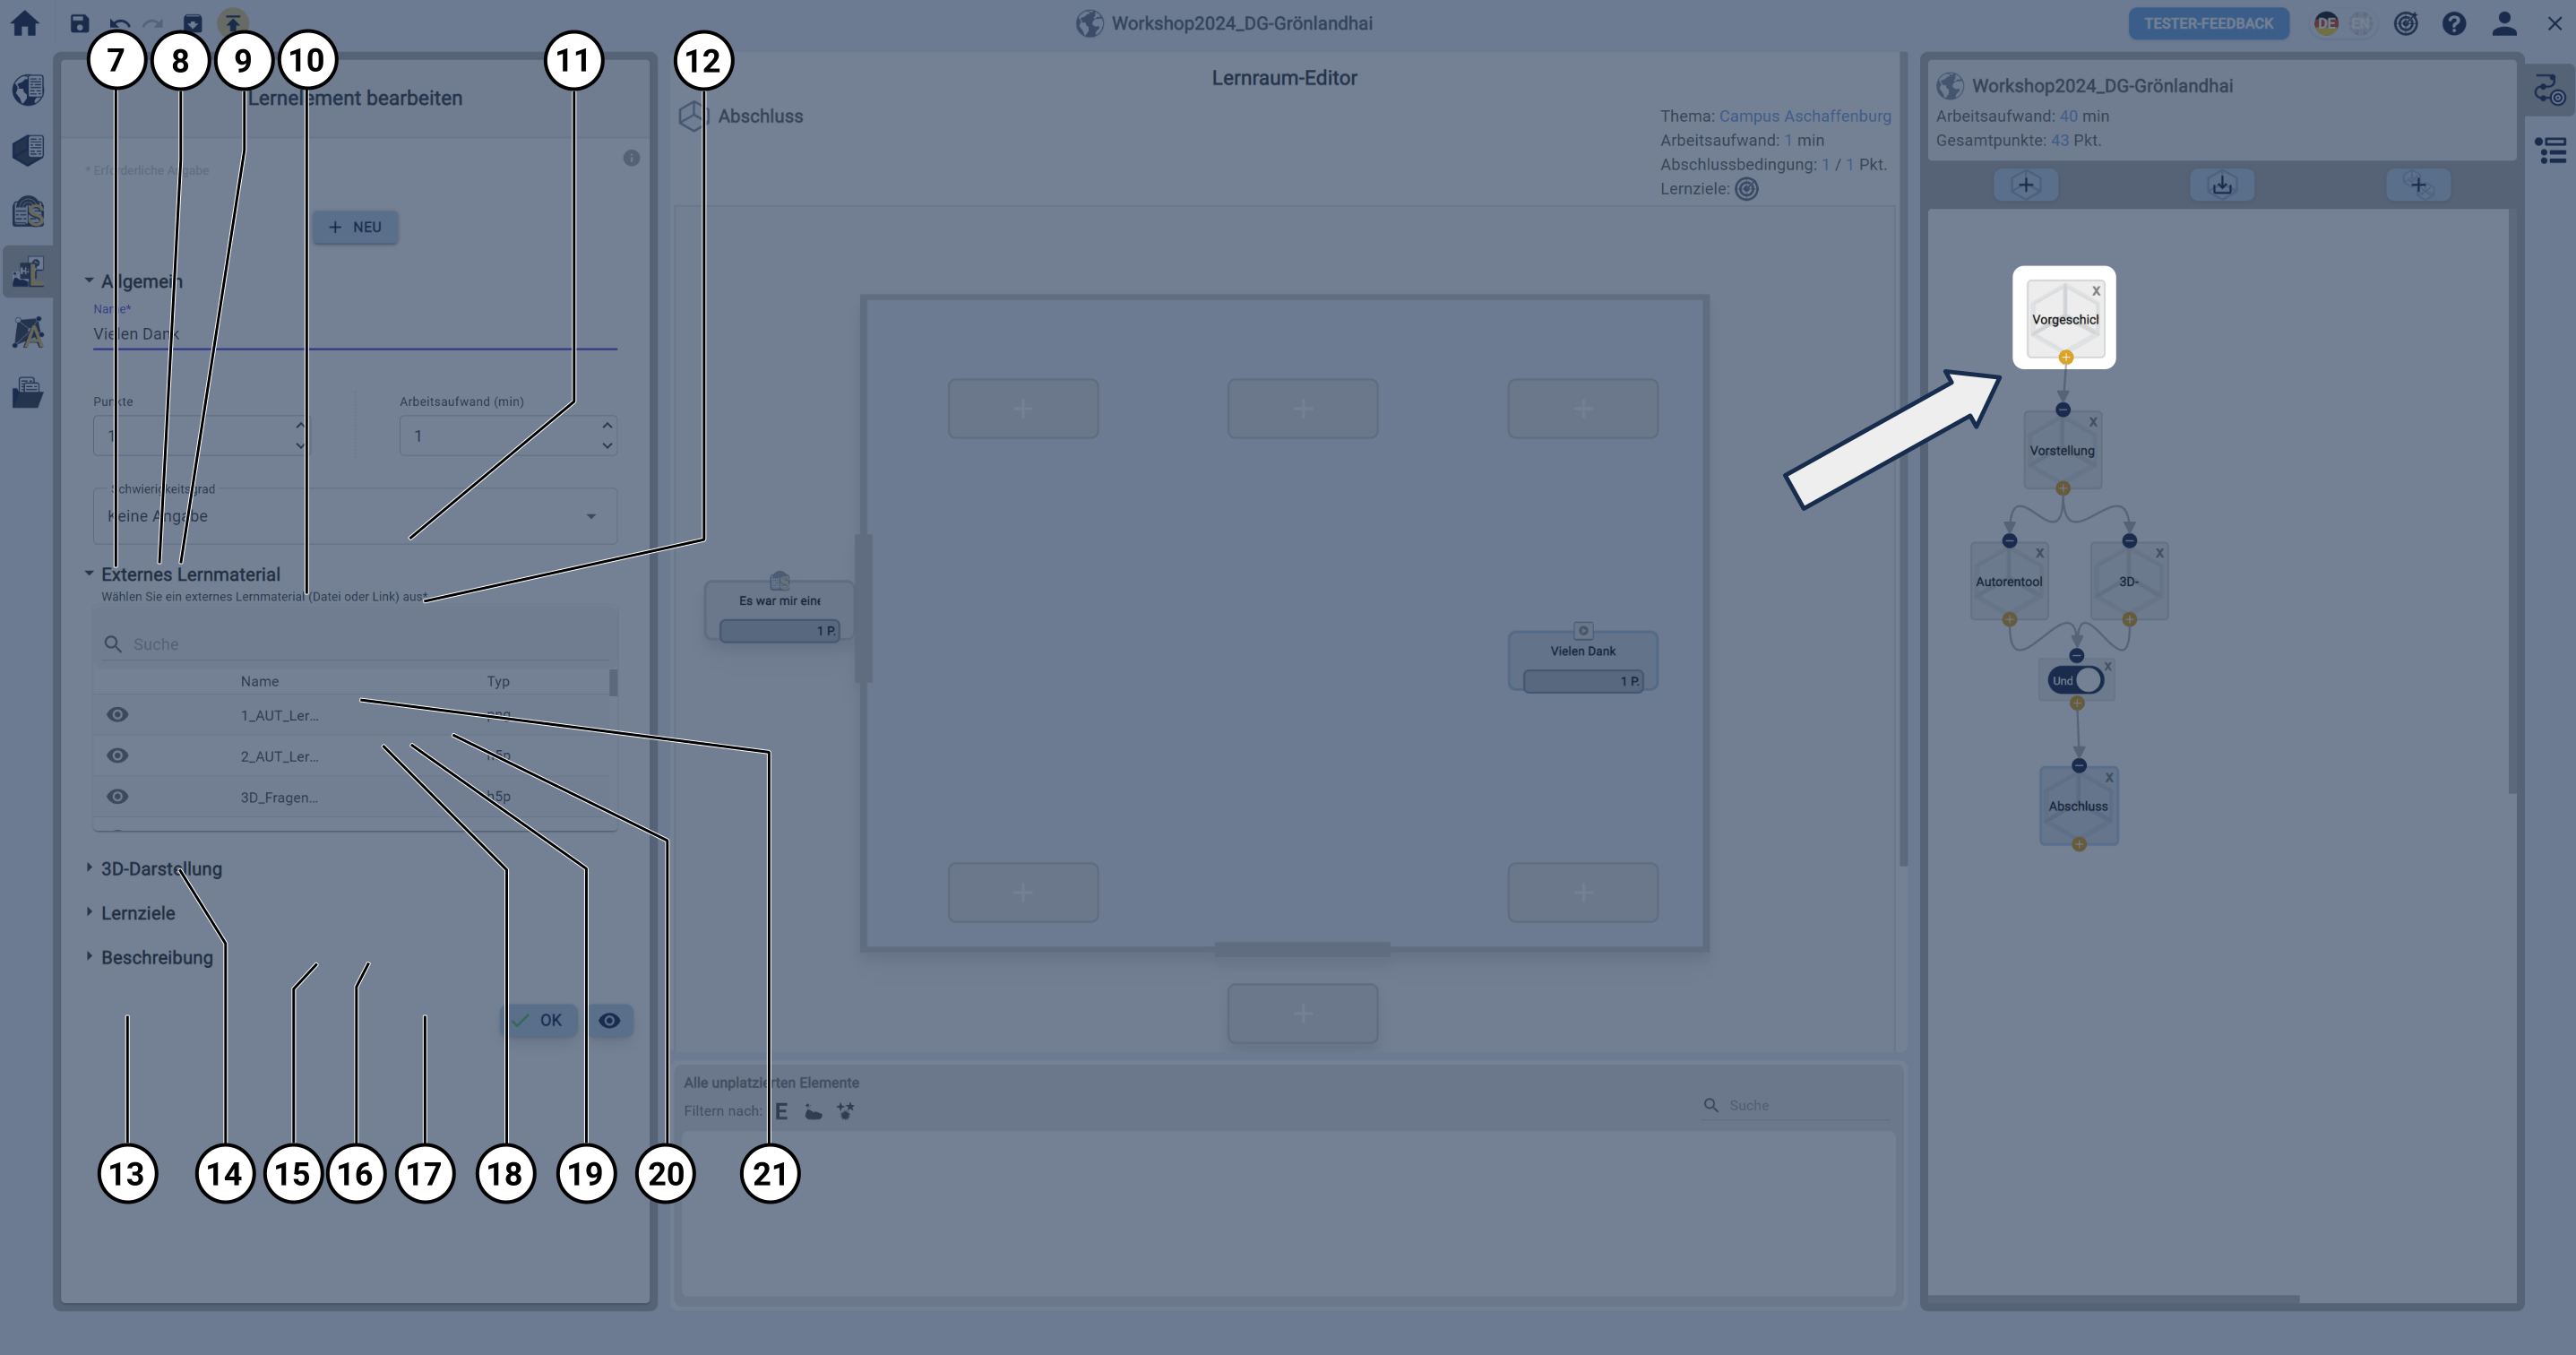 Workshop2024_DG-Grönlandhai
TESTER-FEEDBACK
DE
EN
7
8
9
10
11
12
Lernelement bearbeiten
* Erforderliche Angabe
+ NEU
Allgemein
Name*
Vielen Dank
Punkte
Arbeitsaufwand (min)
1
1
Schwierigkeitsgrad
Keine Angabe
Externes Lernmaterial
Wählen Sie ein externes Lernmaterial (Datei oder Link) aus*
Suche
Name
Typ
1_AUT_Ler...
png
2_AUT_Ler...
h5p
3D_Fragen...
h5p
3D-Darstellung
Lernziele
Beschreibung
OK
13
14
15
16
17
18
19
20
21
Lernraum-Editor
Abschluss
Thema: Campus Aschaffenburg
Arbeitsaufwand: 1 min
Abschlussbedingung: 1 / 1 Pkt.
Lernziele:
Es war mir eine
1 P.
Vielen Dank
1 P.
Alle unplatzierten Elemente
Filtern nach: E
Suche
Workshop2024_DG-Grönlandhai
Arbeitsaufwand: 40 min
Gesamtpunkte: 43 Pkt.
X
Vorgeschicl
X
Vorstellung
X
Autorentool
X
3D-
X
Und
X
Abschluss